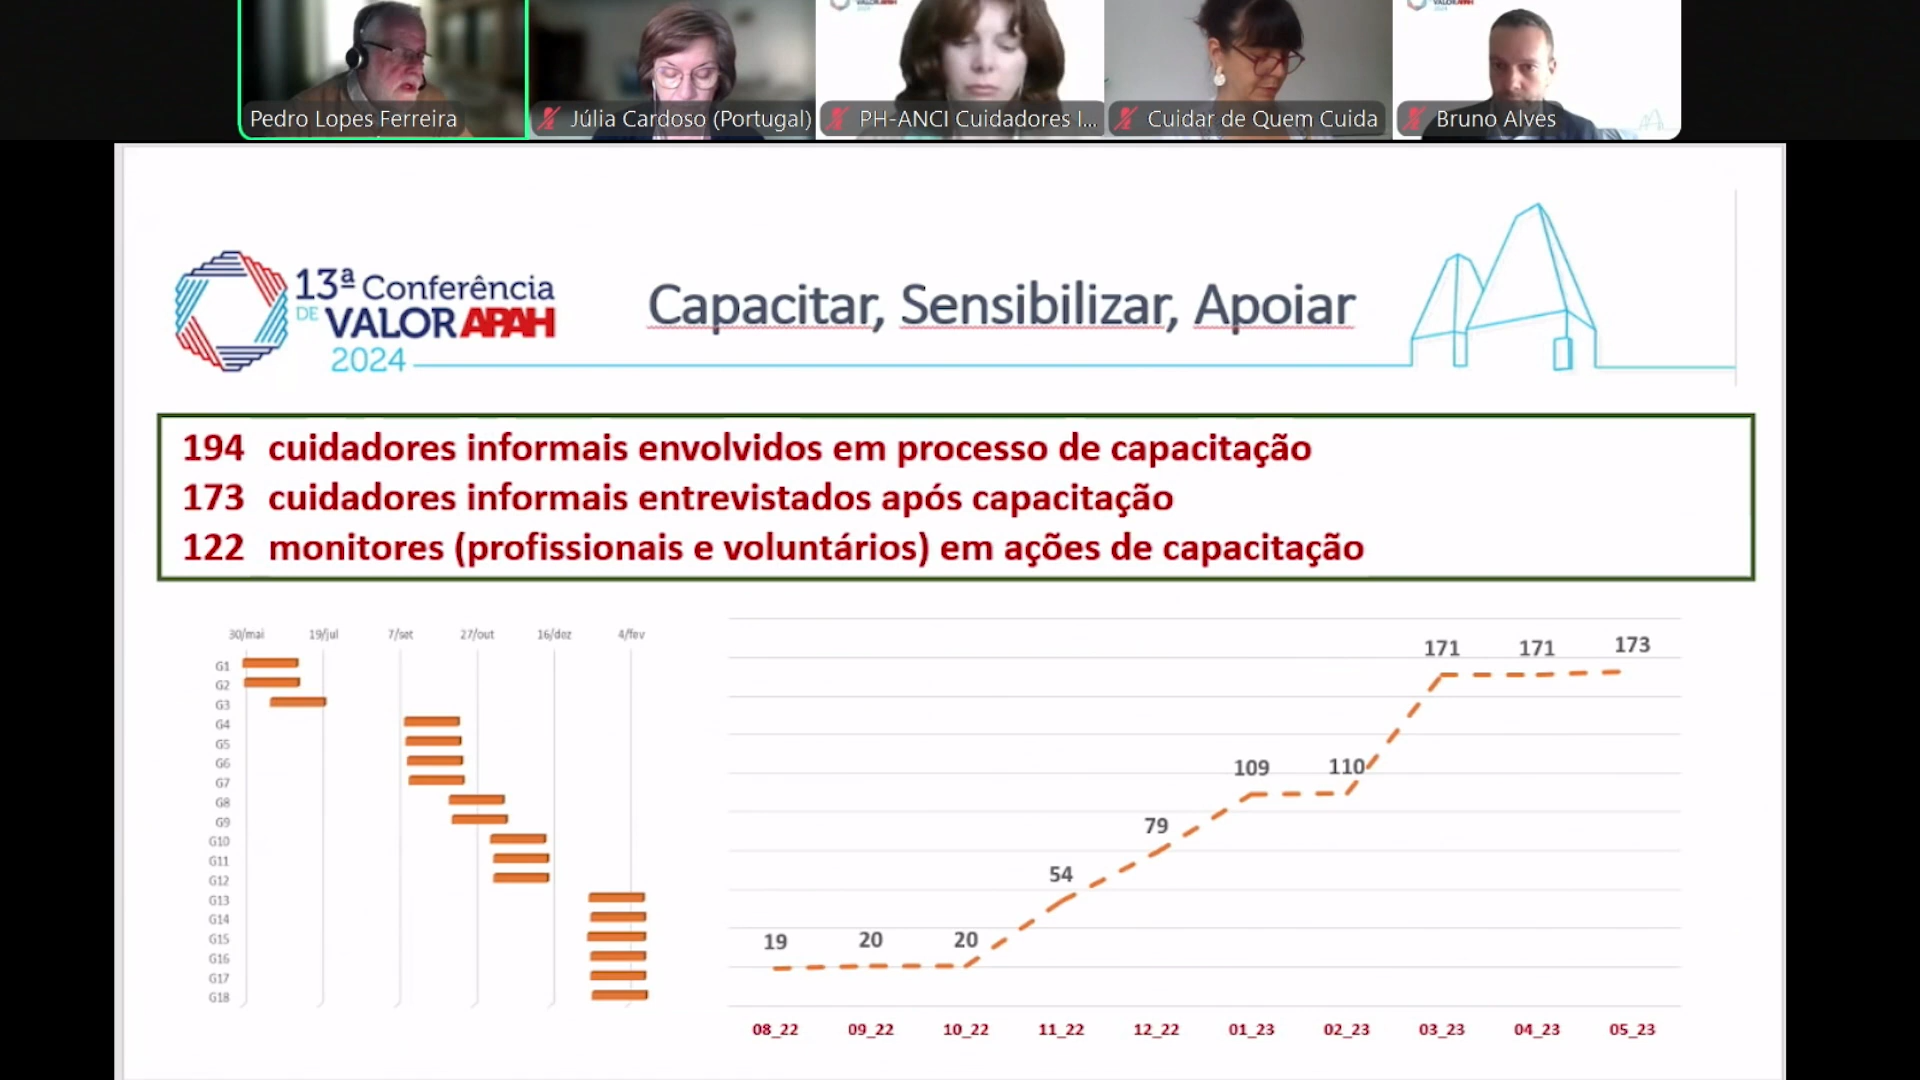 Pedro Lopes Ferreira
Júlia Cardoso (Portugal)
PH-ANCI Cuidadores I...
Cuidar de Quem Cuida
Bruno Alves
13ª Conferência
DE VALOR APAH
2024
Capacitar, Sensibilizar, Apoiar
194 cuidadores informais envolvidos em processo de capacitação
173 cuidadores informais entrevistados após capacitação
122 monitores (profissionais e voluntários) em ações de capacitação
30/mai 19/jul 7/set 27/out 16/dez 4/fev
G1
G2
G3
G4
G5
G6
G7
G8
G9
G10
G11
G12
G13
G14
G15
G16
G17
G18
19 20 20 54 79 109 110 171 171 173
08_22 09_22 10_22 11_22 12_22 01_23 02_23 03_23 04_23 05_23